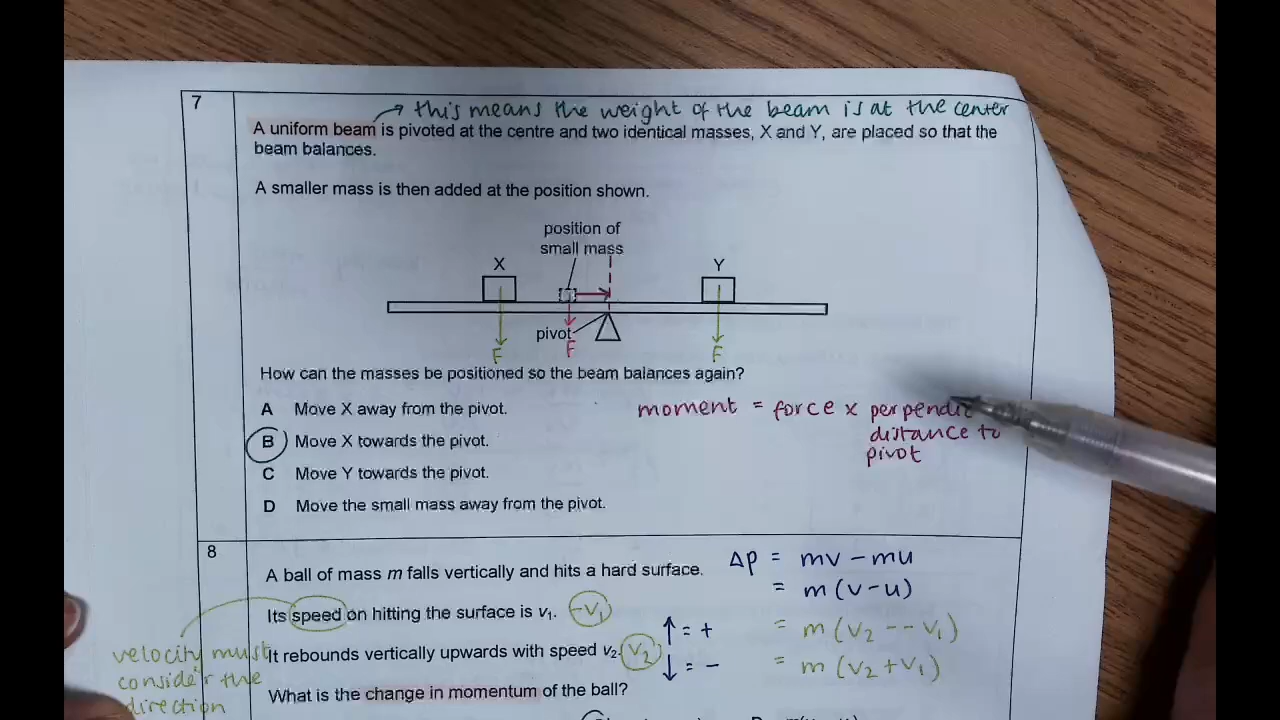 7
this means the weight of the beam is at the center
A uniform beam is pivoted at the centre and two identical masses, X and Y, are placed so that the
beam balances.
A smaller mass is then added at the position shown.
position of
small mass
X
Y
pivot
F
F
F
How can the masses be positioned so the beam balances again?
A Move X away from the pivot.
B Move X towards the pivot.
C Move Y towards the pivot.
D Move the small mass away from the pivot.
moment = force x
distance to
pivot
8
A ball of mass m falls vertically and hits a hard surface.
Its speed on hitting the surface is v₁. -v₁
It rebounds vertically upwards with speed v₂. v₂
What is the change in momentum of the ball?
velocity must
consider the
direction
↑ = +
↓ = -
Δp = mv - mu
= m (v-u)
= m (v₂ - - v₁)
= m (v₂ + v₁)